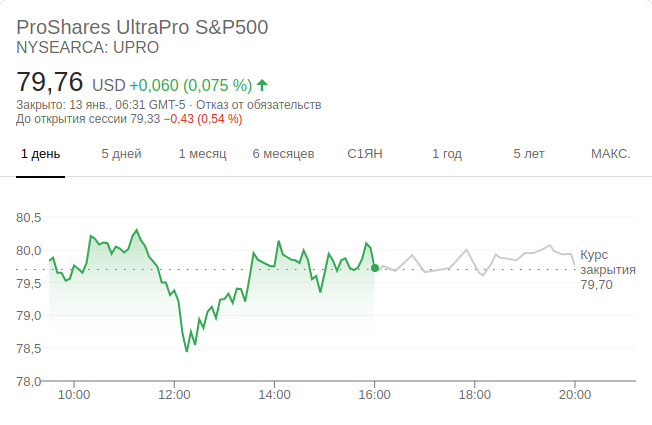 ProShares UltraPro S&P500
NYSEARCA: UPRO
79,76 USD +0,060 (0,075 %)
Закрыто: 13 янв., 06:31 GMT-5 · Отказ от обязательств
До открытия сессии 79,33 −0,43 (0,54 %)
1 день 5 дней 1 месяц 6 месяцев С1ЯН 1 год 5 лет МАКС.
80,5
80,0
79,5
79,0
78,5
78,0
Курс
закрытия
79,70
10:00 12:00 14:00 16:00 18:00 20:00